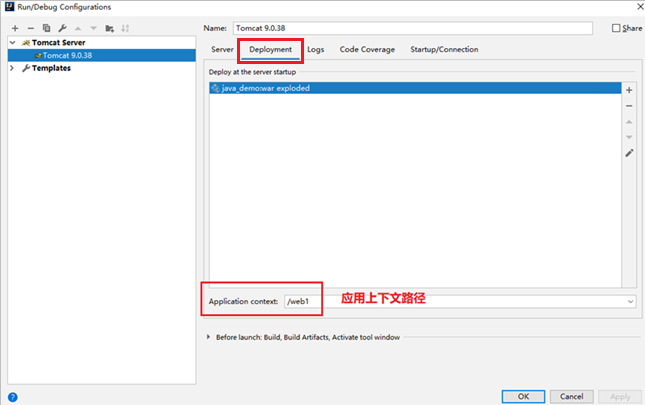 Run/Debug Configurations
Name: Tomcat 9.0.38
Share
Tomcat Server
Tomcat 9.0.38
Templates
Server Deployment Logs Code Coverage Startup/Connection
Deploy at the server startup
java_demo:war exploded
Application context: /web1
应用上下文路径
Before launch: Build, Build Artifacts, Activate tool window
OK Cancel Apply